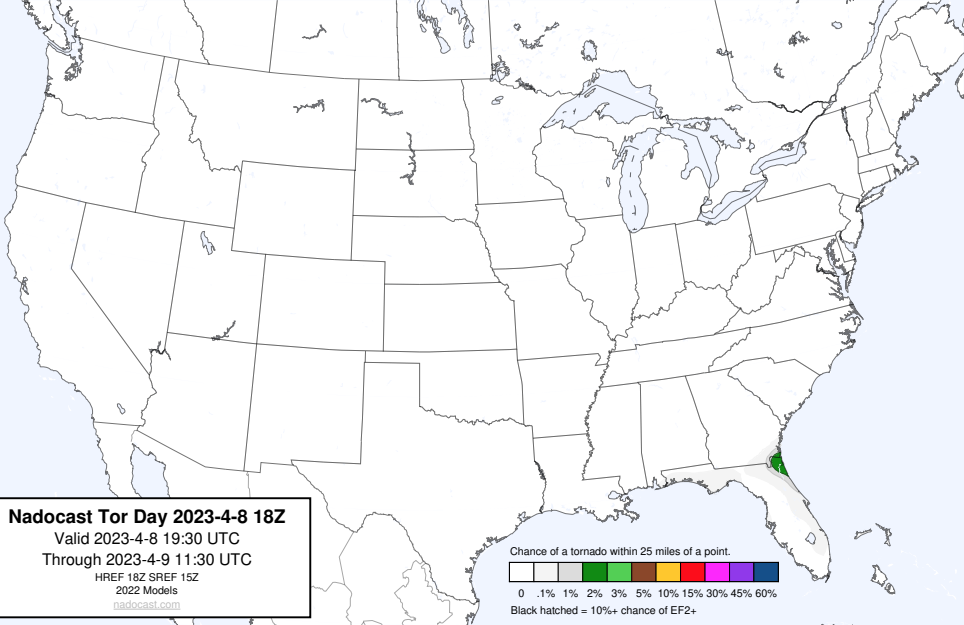 Nadocast Tor Day 2023-4-8 18Z
Valid 2023-4-8 19:30 UTC
Through 2023-4-9 11:30 UTC
HREF 18Z SREF 15Z
2022 Models
nadocast.com
Chance of a tornado within 25 miles of a point.
0 .1% 1% 2% 3% 5% 10% 15% 30% 45% 60%
Black hatched = 10%+ chance of EF2+